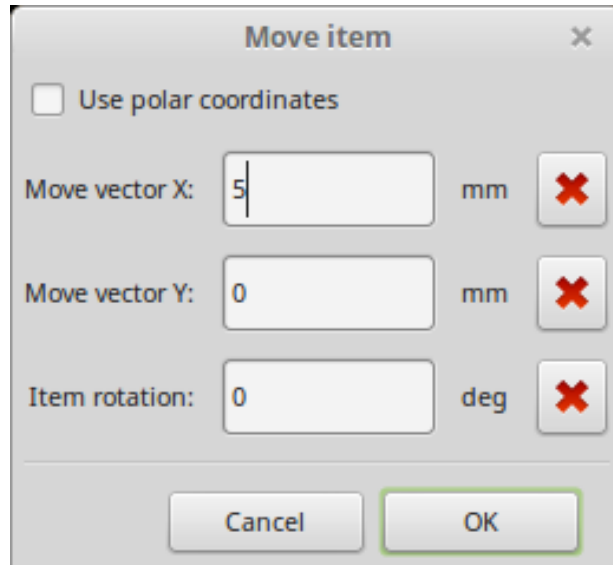 Move item
Use polar coordinates
Move vector X: 5 mm
Move vector Y: 0 mm
Item rotation: 0 deg
Cancel OK